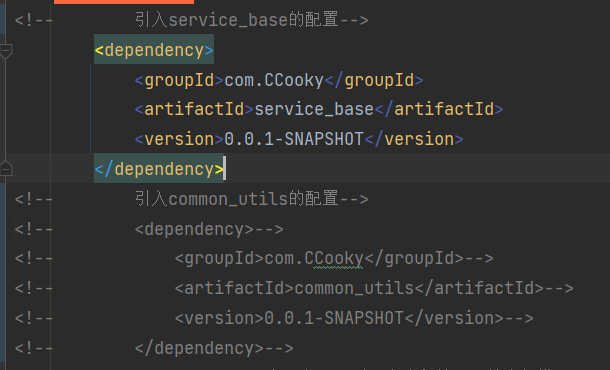 <!--        引入service_base的配置-->
<dependency>
<groupId>com.CCooky</groupId>
<artifactId>service_base</artifactId>
<version>0.0.1-SNAPSHOT</version>
</dependency>
<!--        引入common_utils的配置-->
<!--        <dependency>-->
<!--            <groupId>com.CCooky</groupId>-->
<!--            <artifactId>common_utils</artifactId>-->
<!--            <version>0.0.1-SNAPSHOT</version>-->
<!--        </dependency>-->